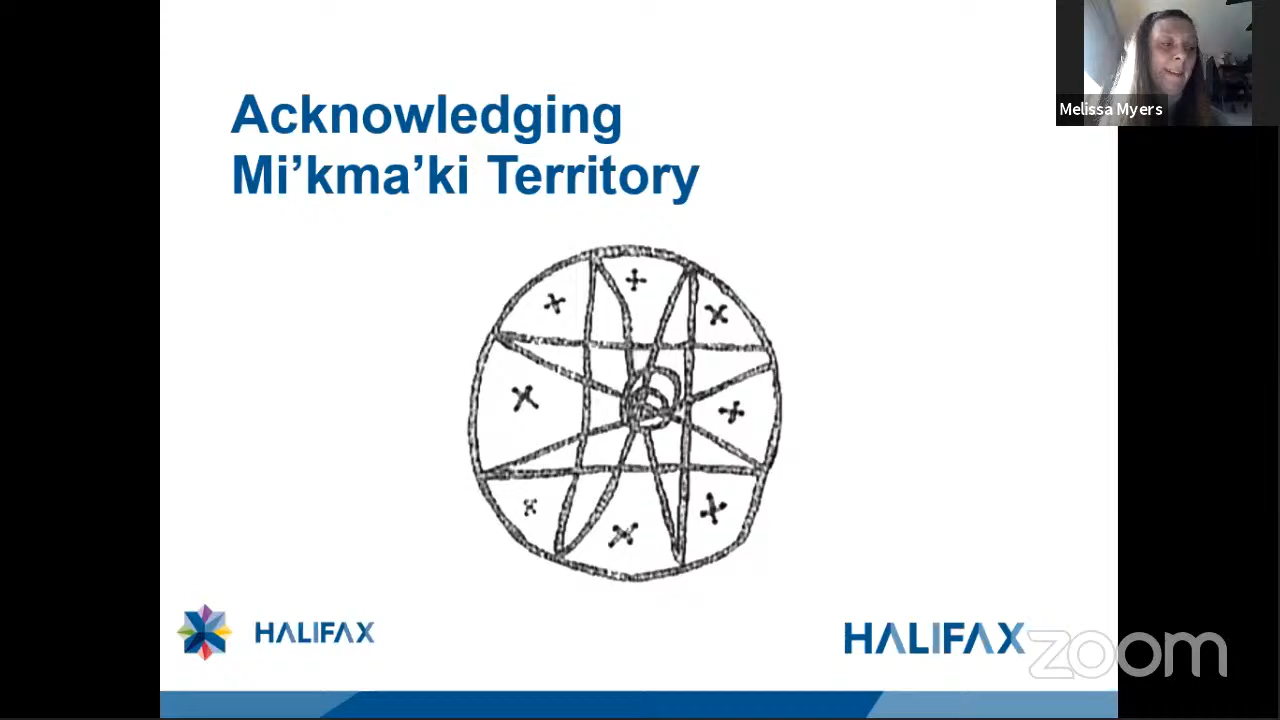 Acknowledging
Mi’kma’ki Territory
Melissa Myers
HALIFAX
HALIFAX
zoom